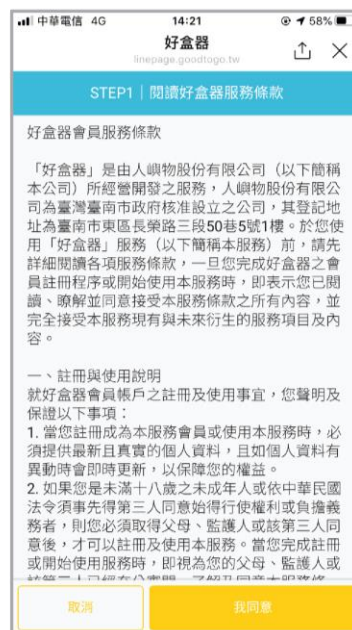 中華電信 4G 14:21 58%
好盒器
linepage.goodtogo.tw
STEP1｜閱讀好盒器服務條款
好盒器會員服務條款
「好盒器」是由人嶼物股份有限公司（以下簡稱
本公司）所經營開發之服務，人嶼物股份有限公
司為臺灣臺南市政府核准設立之公司，其登記地
址為臺南市東區長榮路三段50巷5號1樓。於您使
用「好盒器」服務（以下簡稱本服務）前，請先
詳細閱讀各項服務條款，一旦您完成好盒器之會
員註冊程序或開始使用本服務時，即表示您已閱
讀、瞭解並同意接受本服務條款之所有內容，並
完全接受本服務現有與未來衍生的服務項目及內
容。
一、註冊與使用說明
就好盒器會員帳戶之註冊及使用事宜，您聲明及
保證以下事項：
1. 當您註冊成為本服務會員或使用本服務時，必
須提供最新且真實的個人資料，且如個人資料有
異動時會即時更新，以保障您的權益。
2. 如果您是未滿十八歲之未成年人或依中華民國
法令須事先得第三人同意始得行使權利或負擔義
務者，則您必須取得父母、監護人或該第三人同
意後，才可以註冊及使用本服務。當您完成註冊
或開始使用服務時，即視為您的父母、監護人或
取消 我同意